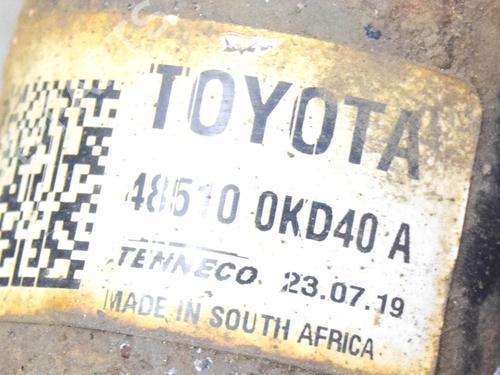 TOYOTA
48510 0KD40 A
TENNECO 23.07.19
MADE IN SOUTH AFRICA